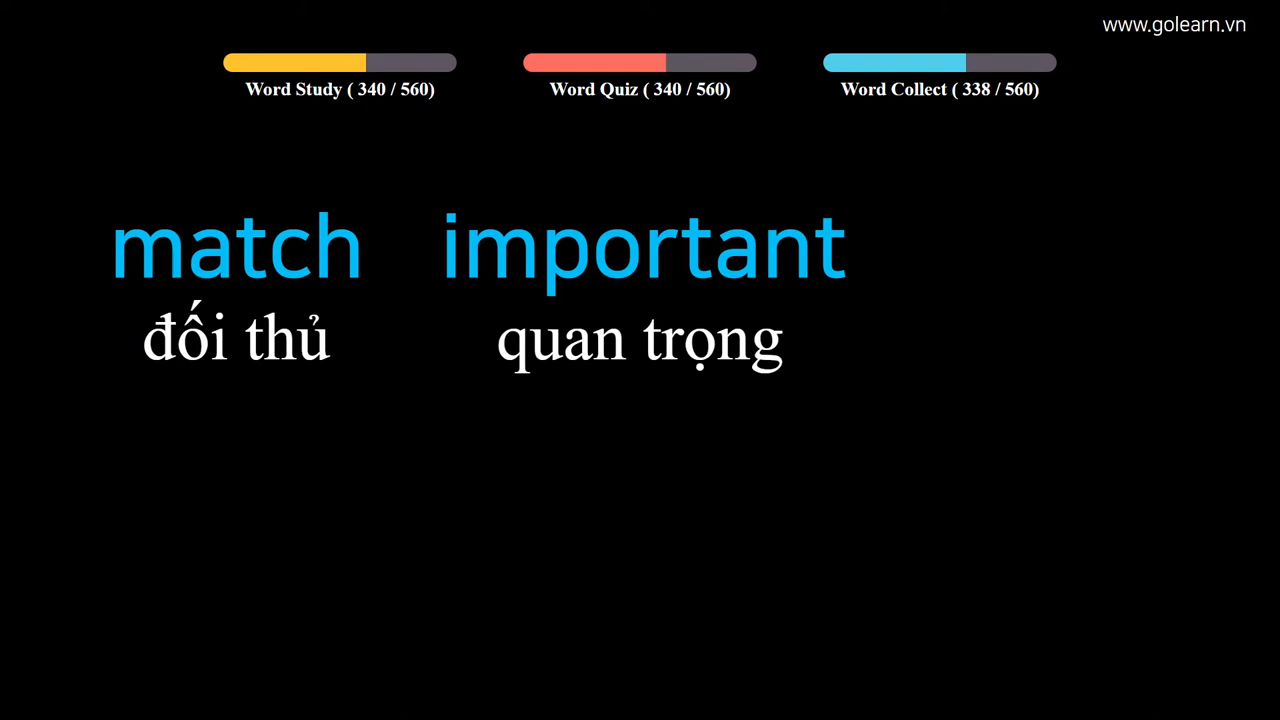 www.golearn.vn
Word Study ( 340 / 560) Word Quiz ( 340 / 560) Word Collect ( 338 / 560)
match important
đối thủ quan trọng